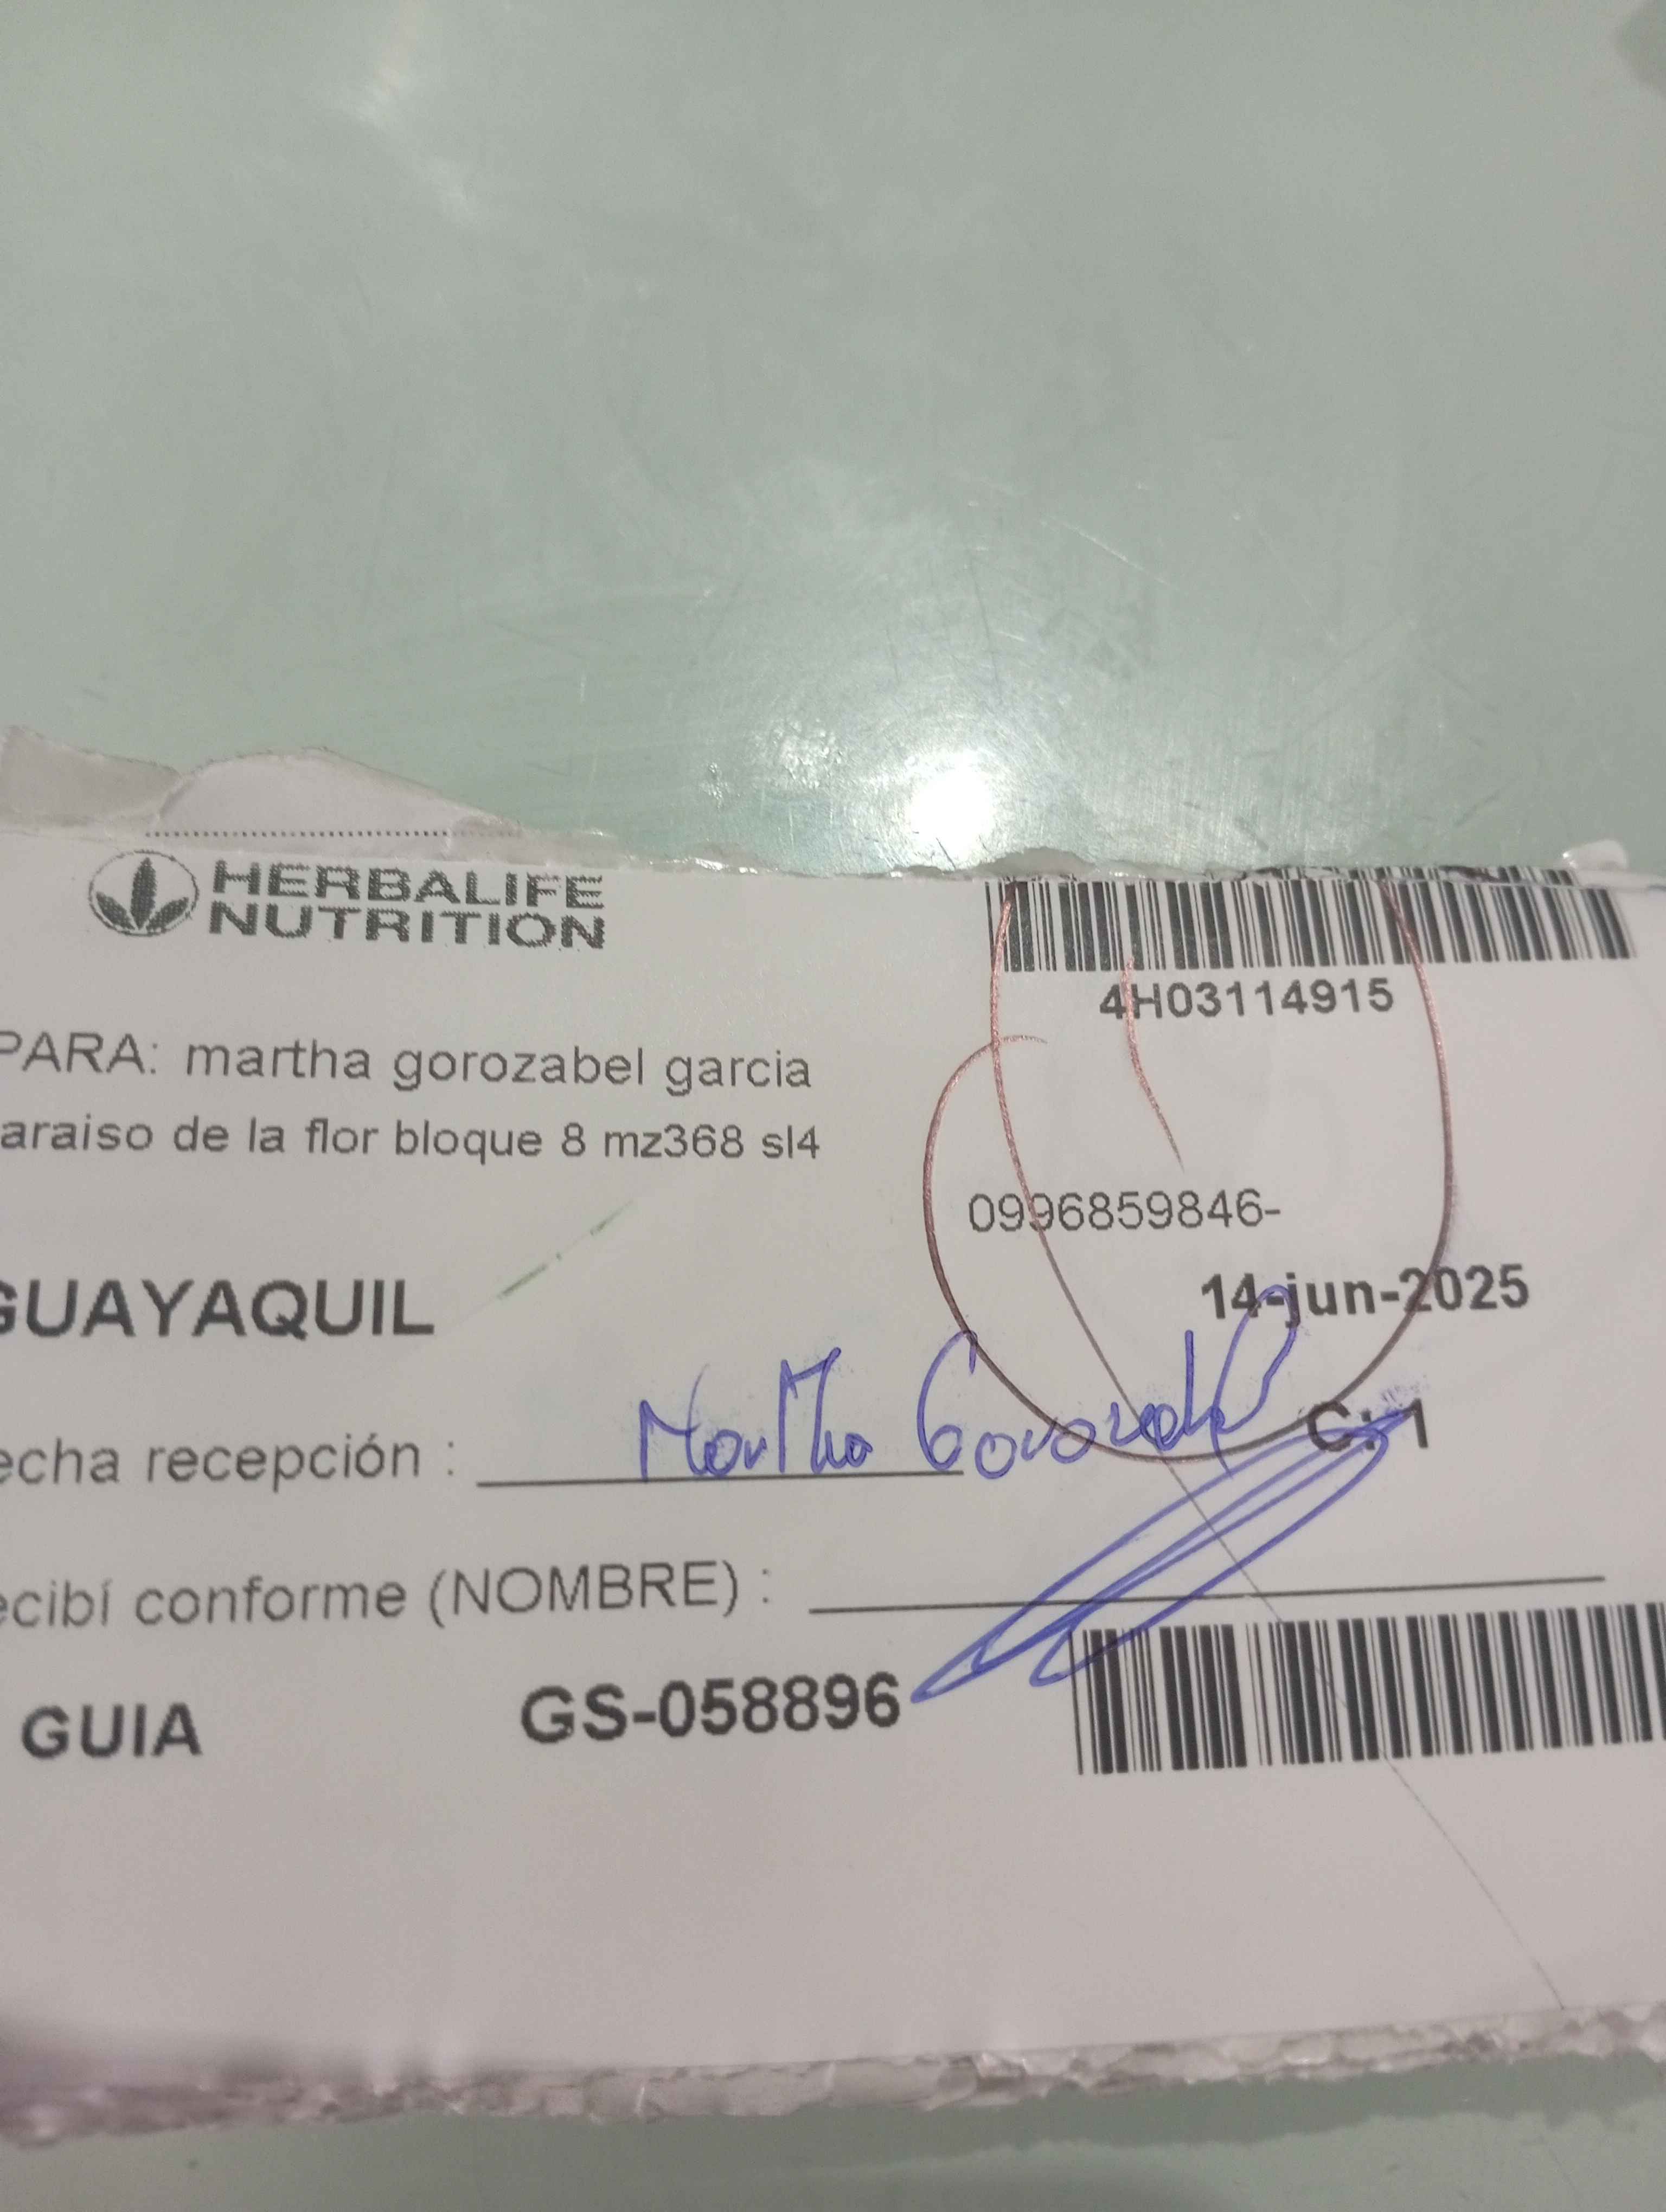 HERBALIFE
NUTRITION
4H03114915
PARA: martha gorozabel garcia
araiso de la flor bloque 8 mz368 sl4
0996859846-
GUAYAQUIL
14-jun-2025
echa recepción : Martha
C: 1
ecibí conforme (NOMBRE) :
GUIA GS-058896